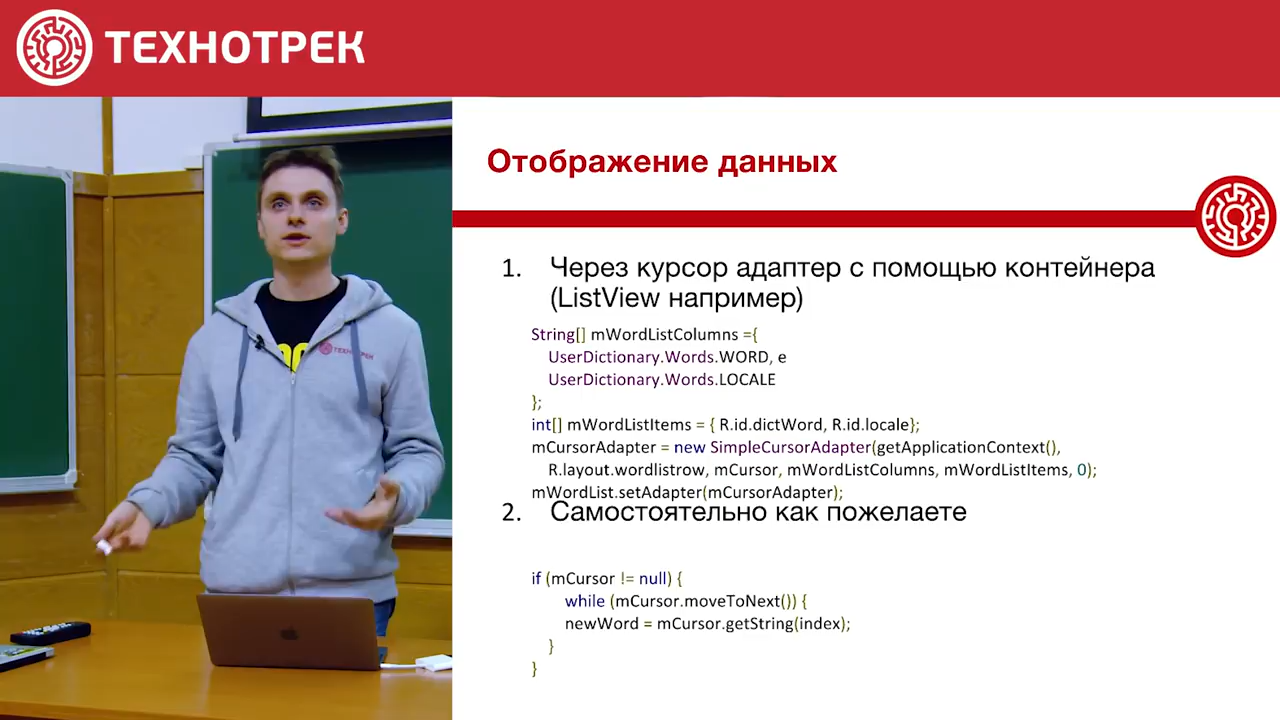 ТЕХНОТРЕК
Отображение данных
1. Через курсор адаптер с помощью контейнера
(ListView например)
String[] mWordListColumns ={
UserDictionary.Words.WORD, e
UserDictionary.Words.LOCALE
};
int[] mWordListItems = { R.id.dictWord, R.id.locale};
mCursorAdapter = new SimpleCursorAdapter(getApplicationContext(),
R.layout.wordlistrow, mCursor, mWordListColumns, mWordListItems, 0);
mWordList.setAdapter(mCursorAdapter);
2. Самостоятельно как пожелаете
if (mCursor != null) {
while (mCursor.moveToNext()) {
newWord = mCursor.getString(index);
}
}
ТЕХНОТРЕК